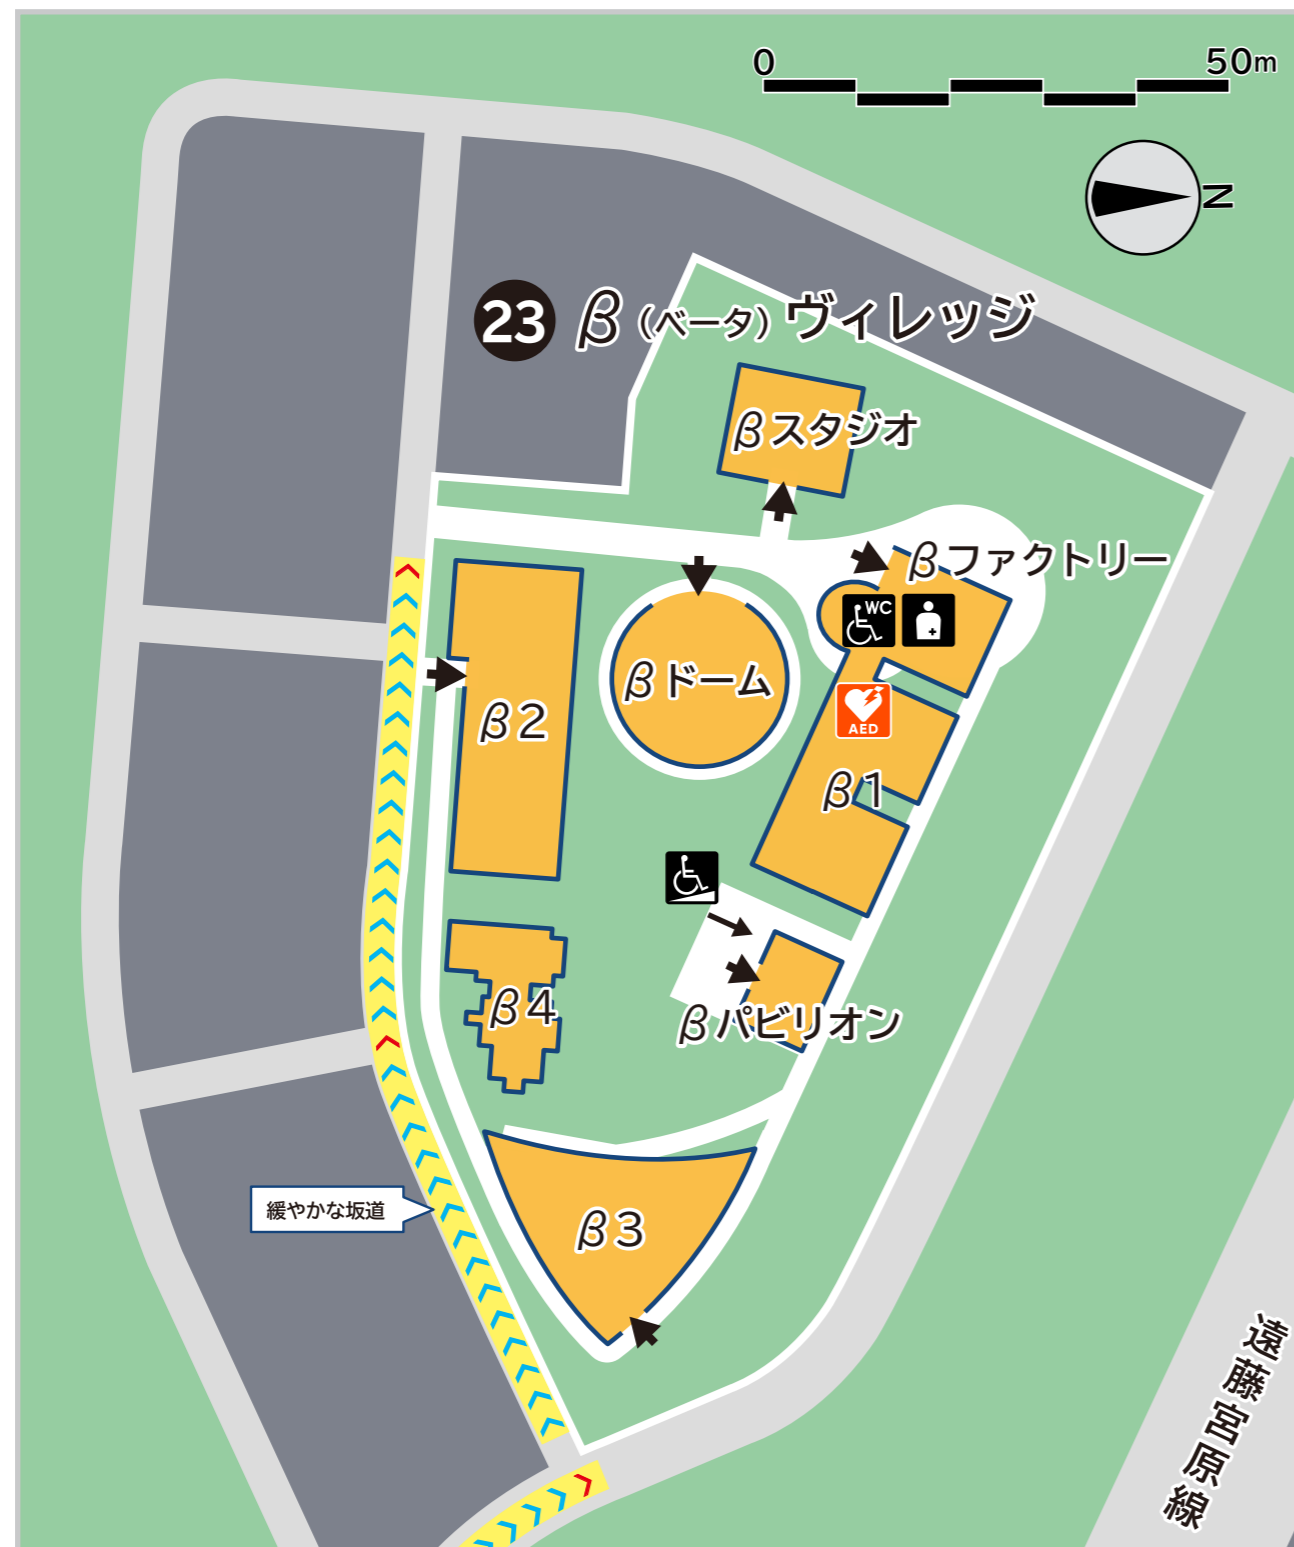 0 50m
N
23 β(ベータ)ヴィレッジ
βスタジオ
βファクトリー
WC
βドーム
AED
β2
β1
β4
βパビリオン
緩やかな坂道
β3
遠藤宮原線